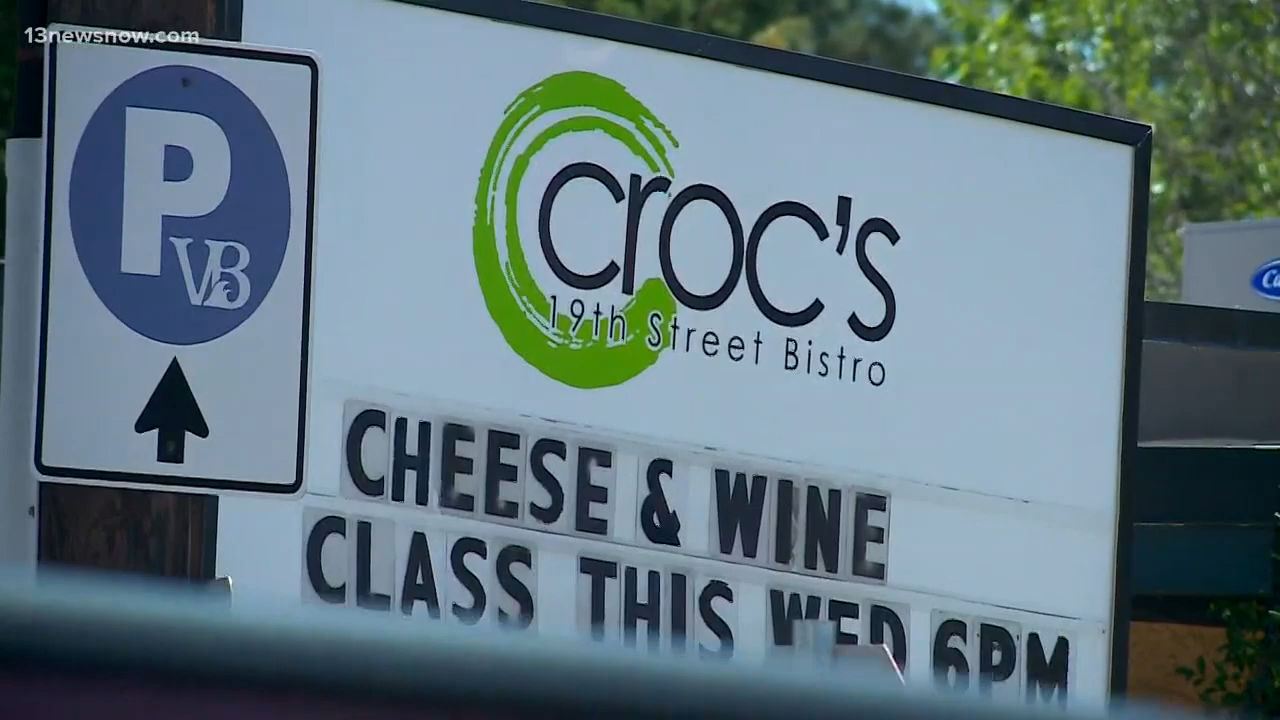 13newsnow.com
P
VB
croc's
19th Street Bistro
CHEESE & WINE
CLASS THIS WED 6PM